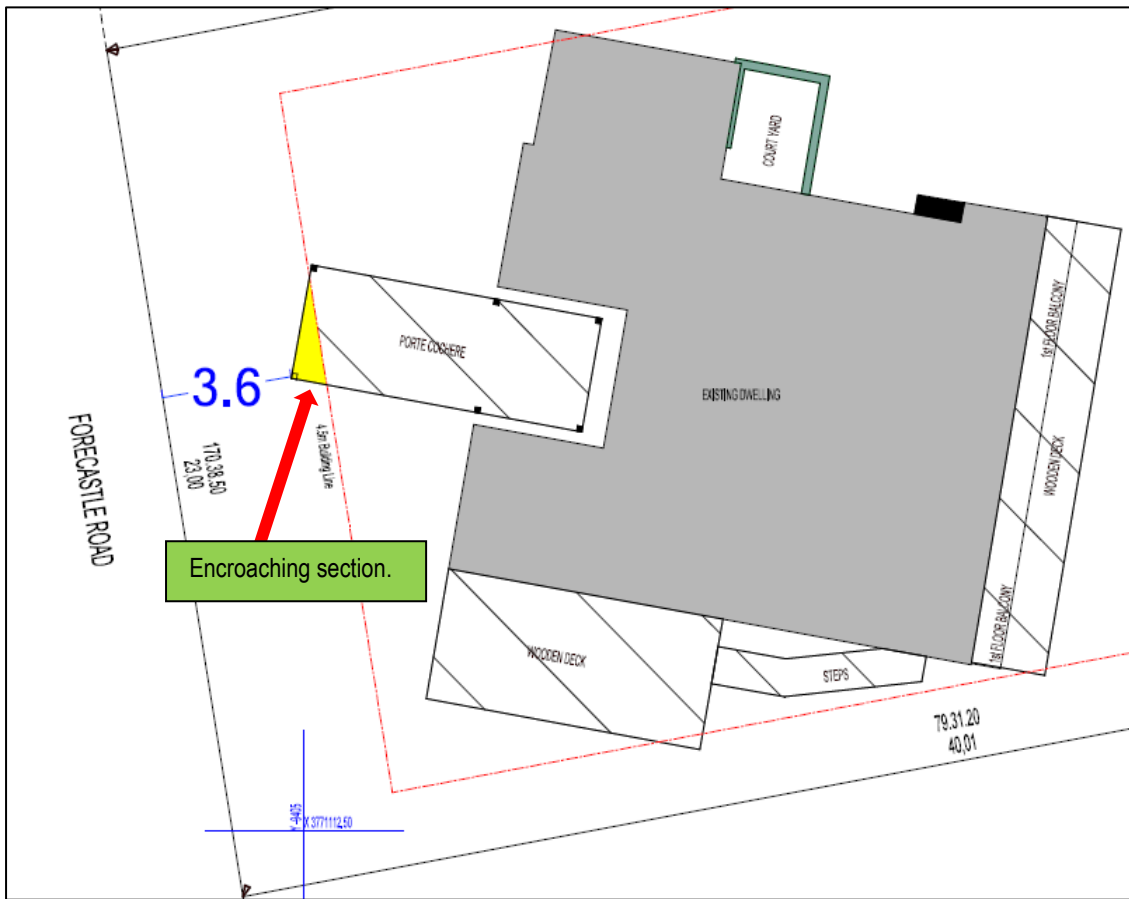 COURT YARD
1st FLOOR BALCONY
PORTE COCHERE
3.6
EXISTING DWELLING
WOODEN DECK
4.5m Building Line
FORECASTLE ROAD
170.38.50
23,00
Encroaching section.
1st FLOOR BALCONY
WOODEN DECK
STEPS
79.31.20
40,01
X 3771112,50